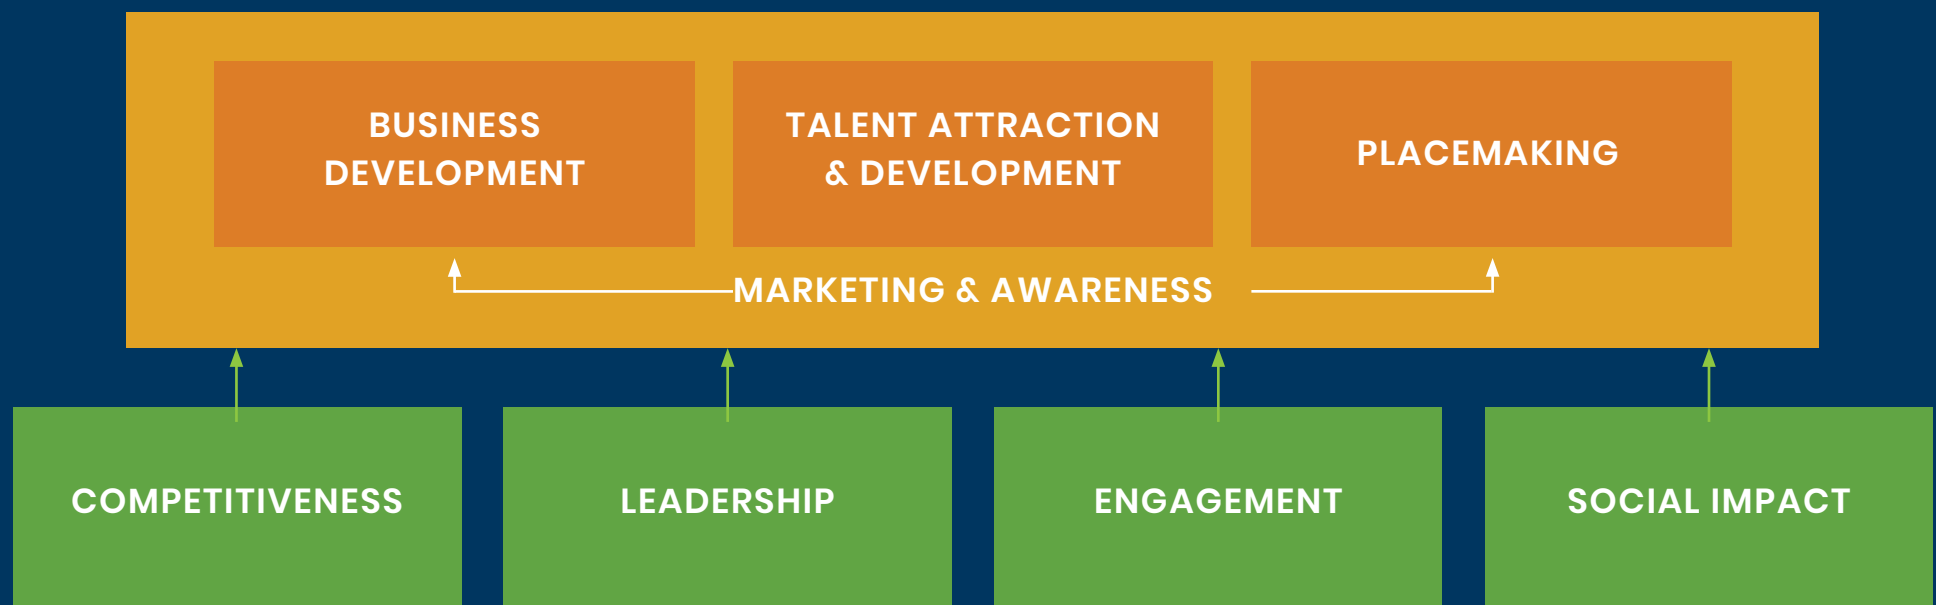 BUSINESS
DEVELOPMENT
TALENT ATTRACTION
& DEVELOPMENT
PLACEMAKING
MARKETING & AWARENESS
COMPETITIVENESS
LEADERSHIP
ENGAGEMENT
SOCIAL IMPACT